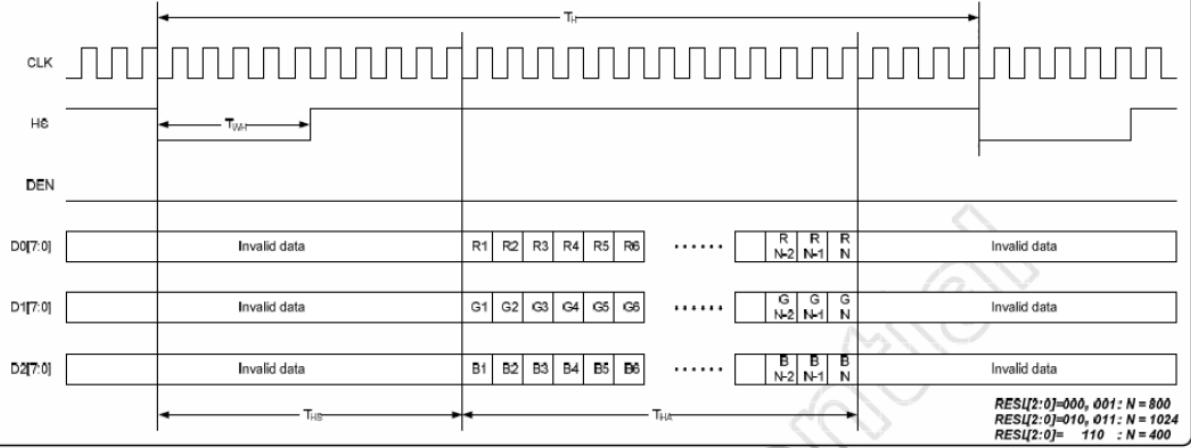 TH
CLK
HS
TWH
DEN
D0[7:0] Invalid data R1 R2 R3 R4 R5 R6 ...... R N-2 R N-1 R N Invalid data
D1[7:0] Invalid data G1 G2 G3 G4 G5 G6 ...... G N-2 G N-1 G N Invalid data
D2[7:0] Invalid data B1 B2 B3 B4 B5 B6 ...... B N-2 B N-1 B N Invalid data
THS THA
RESL[2:0]=000, 001: N = 800
RESL[2:0]=010, 011: N = 1024
RESL[2:0]= 110 : N = 400